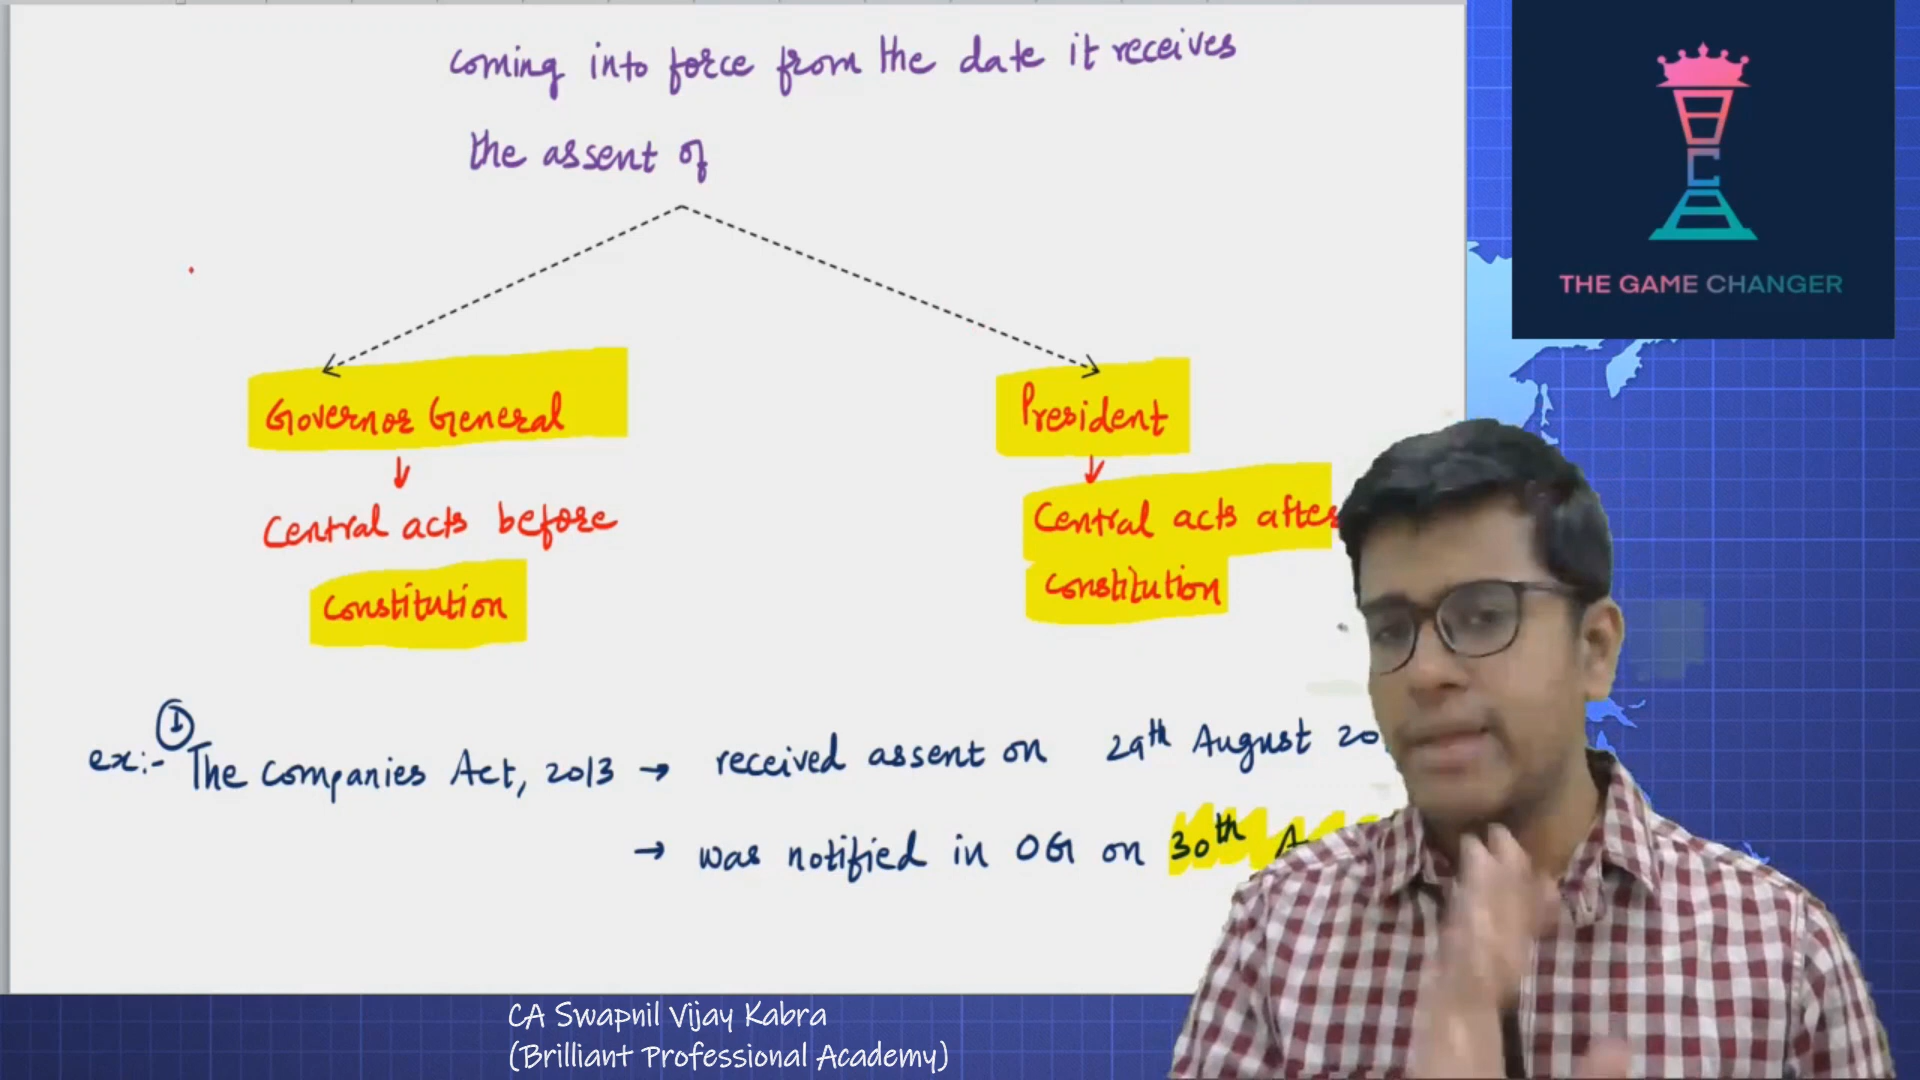 coming into force from the date it receives
the assent of
Governor General
President
Central acts before
Constitution
Central acts after
Constitution
ex:- ① The Companies Act, 2013 → received assent on 29th August 20
→ was notified in OG on 30th A
THE GAME CHANGER
CA Swapnil Vijay Kabra
(Brilliant Professional Academy)